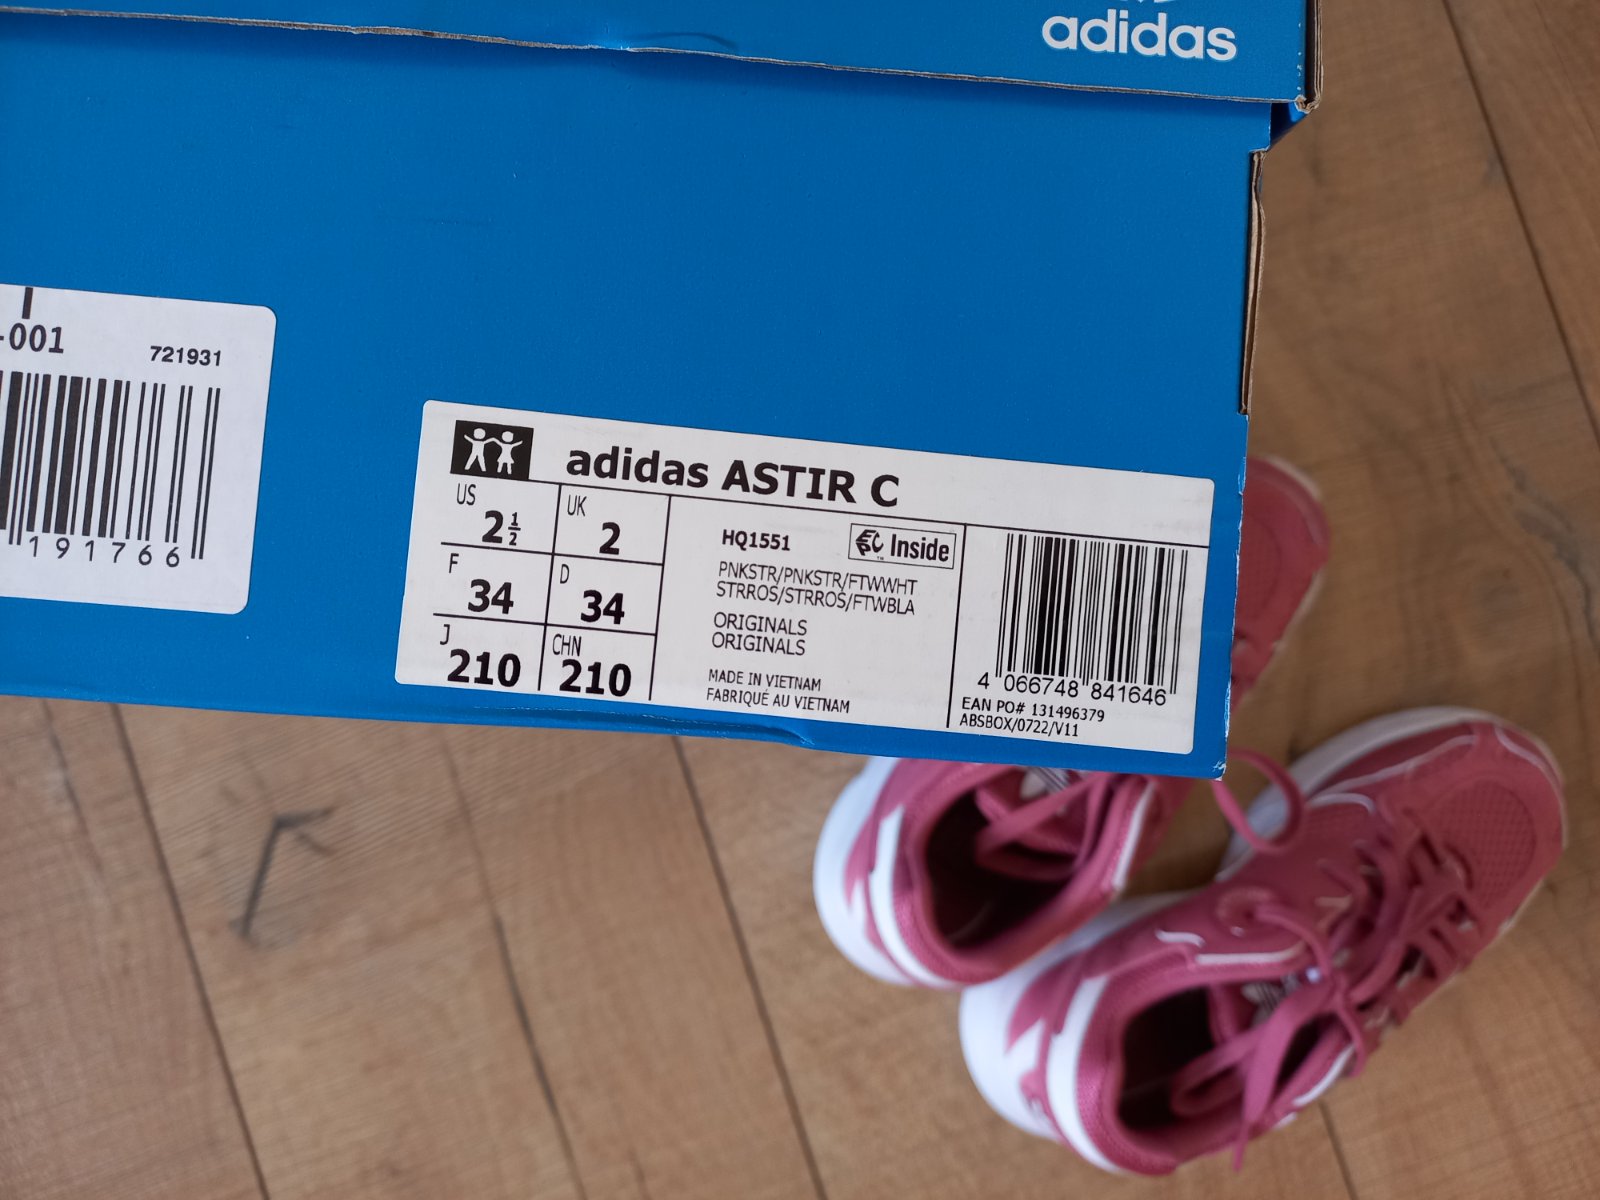 adidas
-001
721931
191766
adidas ASTIR C
US 2½
UK 2
F 34
D 34
J 210
CHN 210
HQ1551
EPC Inside
PNKSTR/PNKSTR/FTWWHT
STRROS/STRROS/FTWBLA
ORIGINALS
ORIGINALS
MADE IN VIETNAM
FABRIQUÉ AU VIETNAM
4 066748 841646
EAN PO# 131496379
ABSBOX/0722/V11